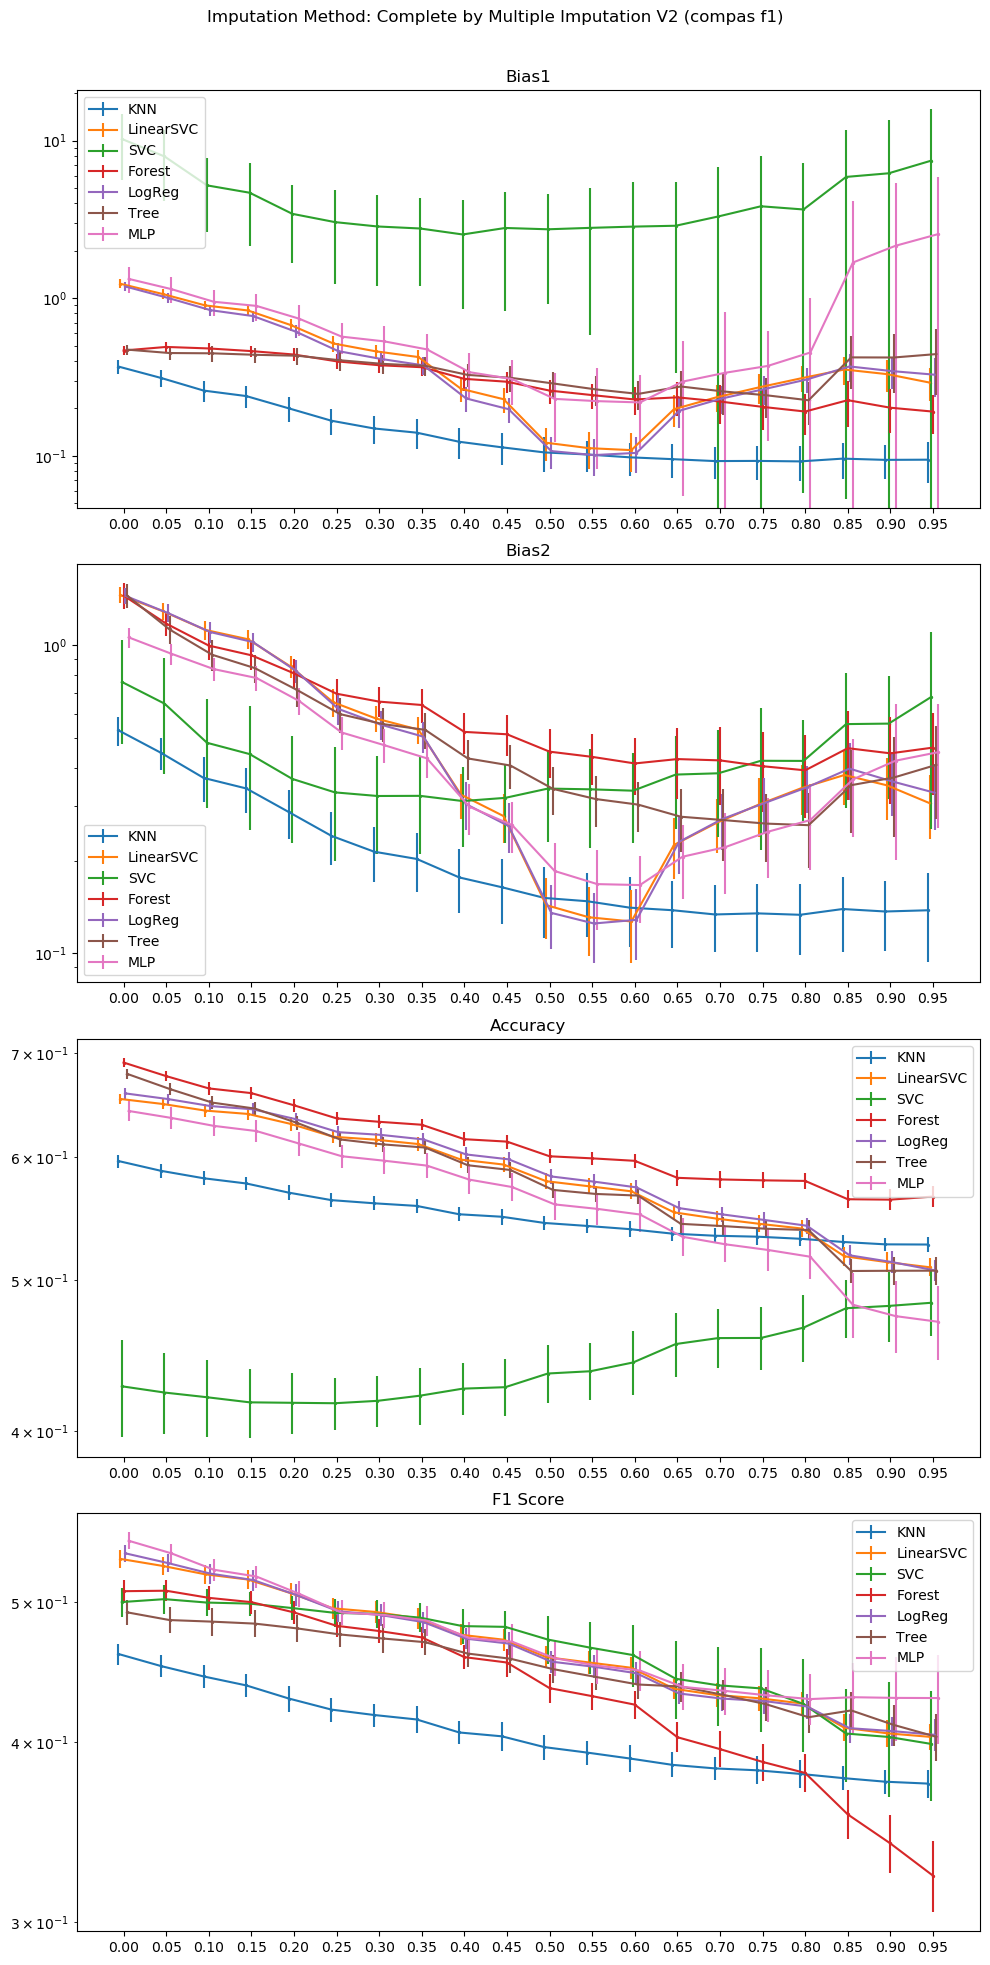 Imputation Method: Complete by Multiple Imputation V2 (compas f1)
Bias1
10¹
10⁰
10⁻¹
KNN
LinearSVC
SVC
Forest
LogReg
Tree
MLP
0.00 0.05 0.10 0.15 0.20 0.25 0.30 0.35 0.40 0.45 0.50 0.55 0.60 0.65 0.70 0.75 0.80 0.85 0.90 0.95
Bias2
10⁰
10⁻¹
KNN
LinearSVC
SVC
Forest
LogReg
Tree
MLP
0.00 0.05 0.10 0.15 0.20 0.25 0.30 0.35 0.40 0.45 0.50 0.55 0.60 0.65 0.70 0.75 0.80 0.85 0.90 0.95
Accuracy
7 × 10⁻¹
6 × 10⁻¹
5 × 10⁻¹
4 × 10⁻¹
KNN
LinearSVC
SVC
Forest
LogReg
Tree
MLP
0.00 0.05 0.10 0.15 0.20 0.25 0.30 0.35 0.40 0.45 0.50 0.55 0.60 0.65 0.70 0.75 0.80 0.85 0.90 0.95
F1 Score
5 × 10⁻¹
4 × 10⁻¹
3 × 10⁻¹
KNN
LinearSVC
SVC
Forest
LogReg
Tree
MLP
0.00 0.05 0.10 0.15 0.20 0.25 0.30 0.35 0.40 0.45 0.50 0.55 0.60 0.65 0.70 0.75 0.80 0.85 0.90 0.95